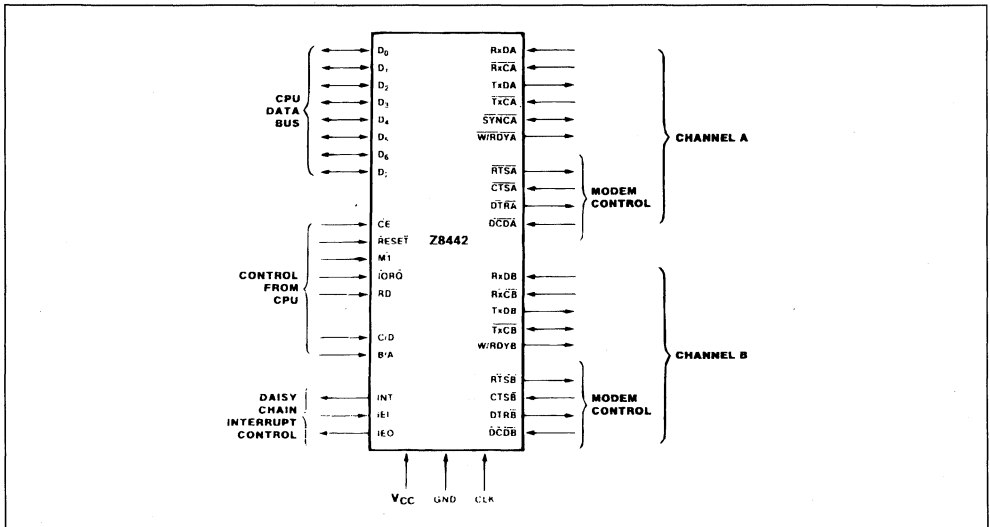 CPU
DATA
BUS
D₀
D₁
D₂
D₃
D₄
D₅
D₆
D₇
CONTROL
FROM
CPU
CE
RESET
M1
IORQ
RD
C/D
B/A
DAISY
CHAIN
INTERRUPT
CONTROL
INT
IEI
IEO
Z8442
RxDA
RxCA
TxDA
TxCA
SYNCA
W/RDYA
RTSA
CTSA
DTRA
DCDA
MODEM
CONTROL
CHANNEL A
RxDB
RxCB
TxDB
TxCB
W/RDYB
RTSB
CTSB
DTRB
DCDB
MODEM
CONTROL
CHANNEL B
VCC GND CLK